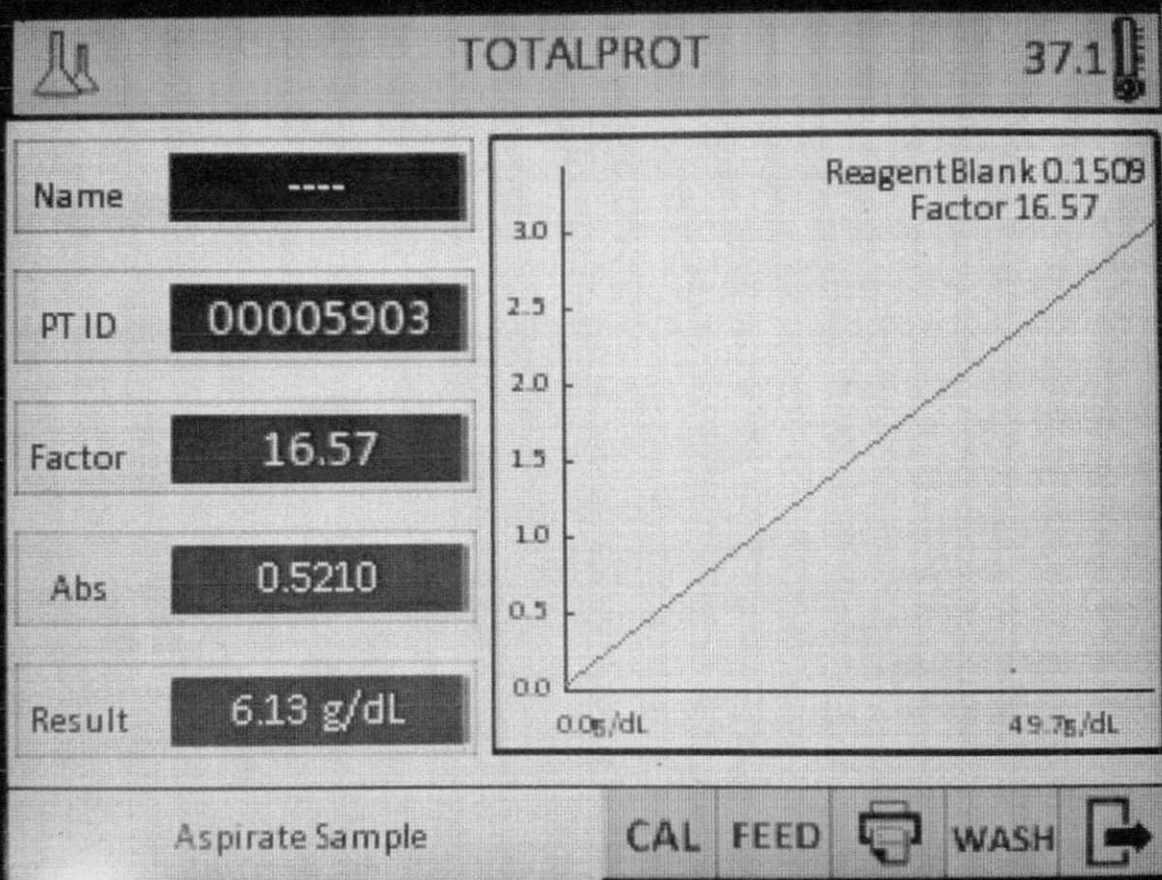 TOTALPROT
37.1
Name
----
PT ID
00005903
Factor
16.57
Abs
0.5210
Result
6.13 g/dL
Reagent Blank 0.1509
Factor 16.57
3.0
2.5
2.0
1.5
1.0
0.5
0.0
0.0g/dL
49.7g/dL
Aspirate Sample
CAL
FEED
WASH